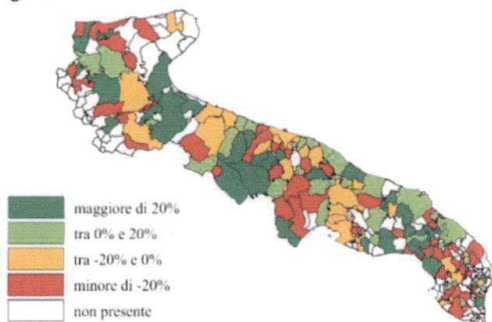 maggiore di 20%
tra 0% e 20%
tra -20% e 0%
minore di -20%
non presente